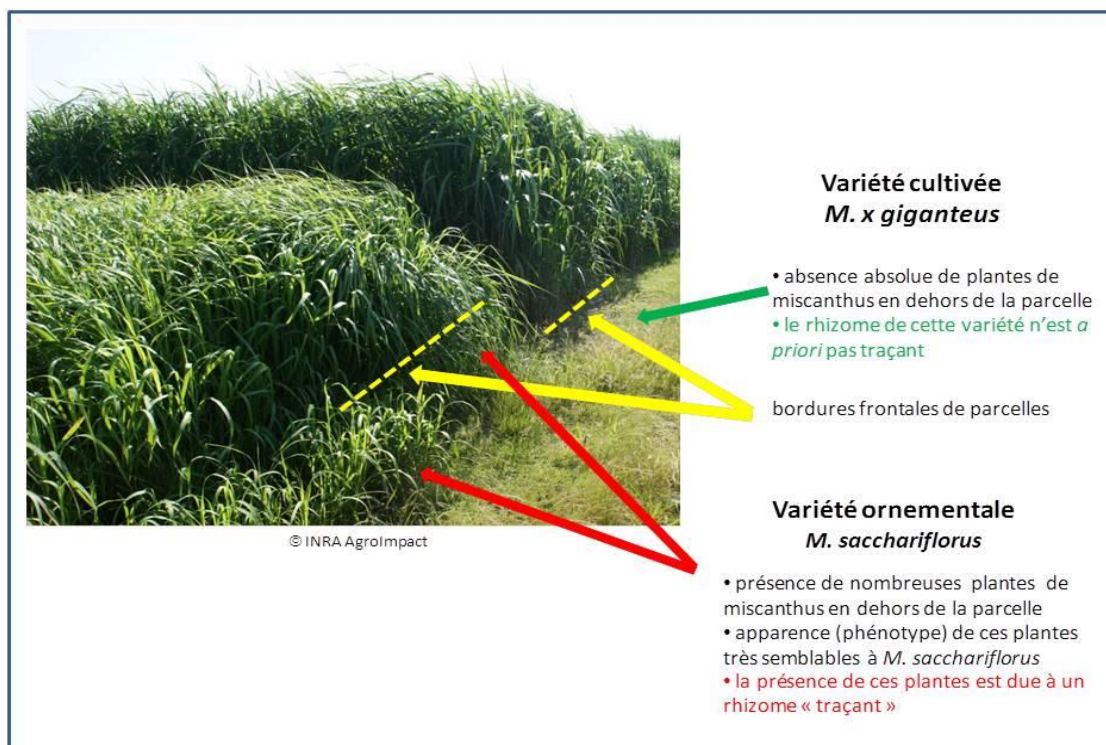 Variété cultivée
M. x giganteus
• absence absolue de plantes de
miscanthus en dehors de la parcelle
• le rhizome de cette variété n’est a
priori pas traçant
bordures frontales de parcelles
Variété ornementale
M. sacchariflorus
• présence de nombreuses plantes de
miscanthus en dehors de la parcelle
• apparence (phénotype) de ces plantes
très semblables à M. sacchariflorus
• la présence de ces plantes est due à un
rhizome « traçant »
© INRA AgroImpact